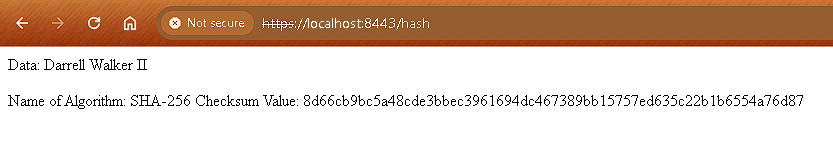 Not secure https://localhost:8443/hash
Data: Darrell Walker II
Name of Algorithm: SHA-256 Checksum Value: 8d66cb9bc5a48cde3bbec3961694dc467389bb15757ed635c22b1b6554a76d87